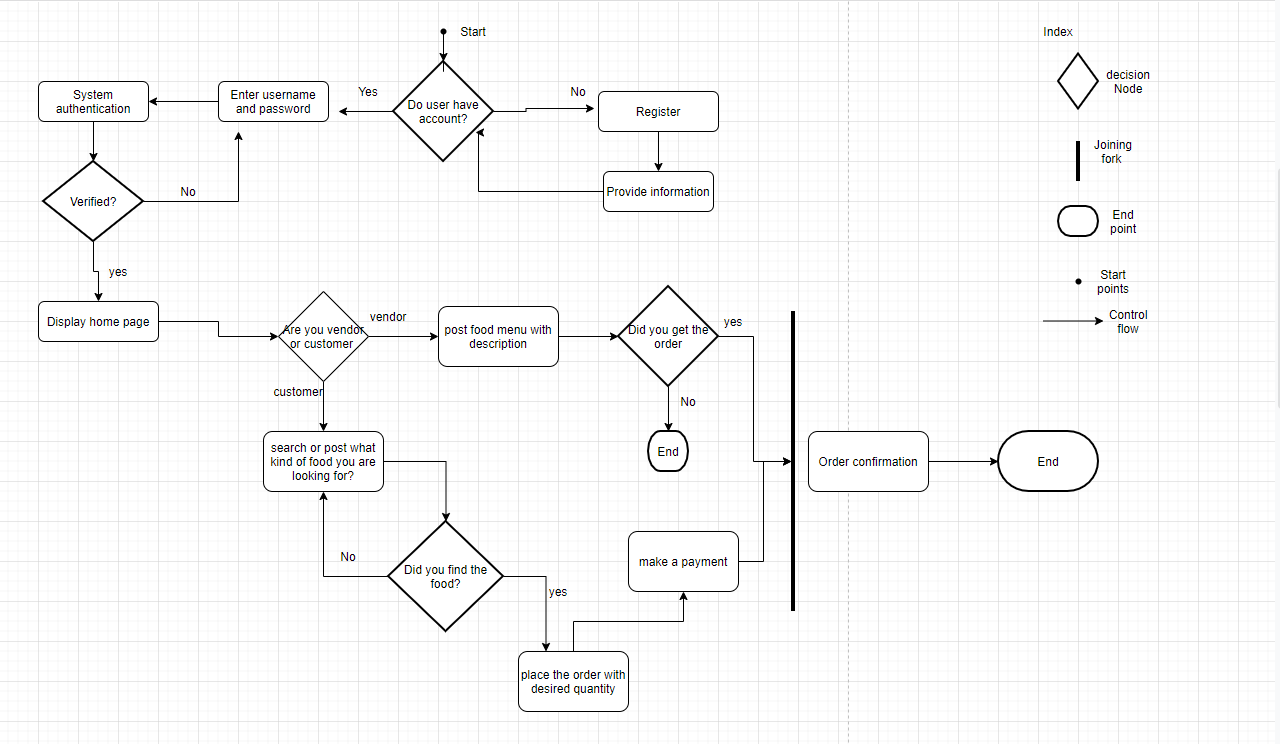 Start
Index
decision
Node
System
authentication
Enter username
and password
Yes
Do user have
account?
No
Register
Joining
fork
Verified?
No
Provide information
End
point
yes
Start
points
Display home page
Are you vendor
or customer
vendor
post food menu with
description
Did you get the
order
yes
Control
flow
customer
No
search or post what
kind of food you are
looking for?
End
Order confirmation
End
No
Did you find the
food?
yes
make a payment
place the order with
desired quantity